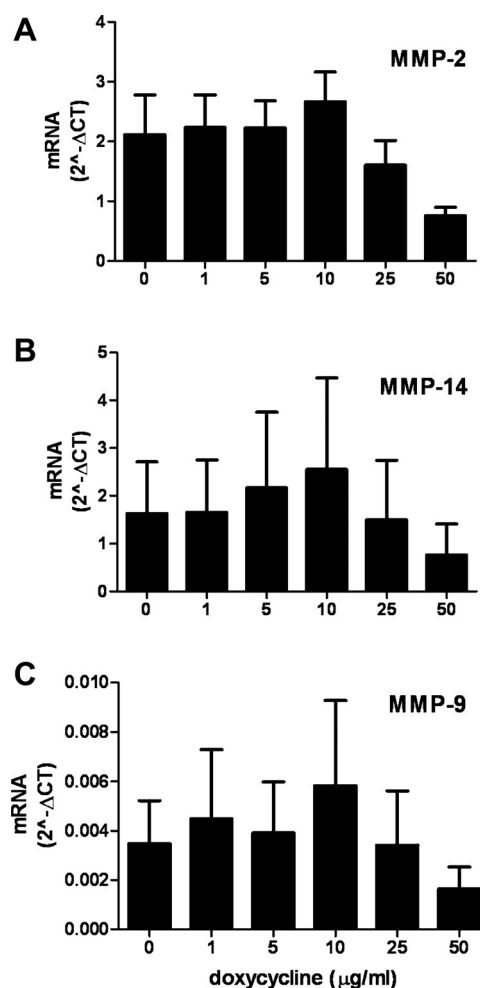 A
MMP-2
mRNA
(2^-ΔCT)
4
3
2
1
0
0 1 5 10 25 50
B
MMP-14
mRNA
(2^-ΔCT)
5
4
3
2
1
0
0 1 5 10 25 50
C
MMP-9
mRNA
(2^-ΔCT)
0.010
0.008
0.006
0.004
0.002
0.000
0 1 5 10 25 50
doxycycline (μg/ml)